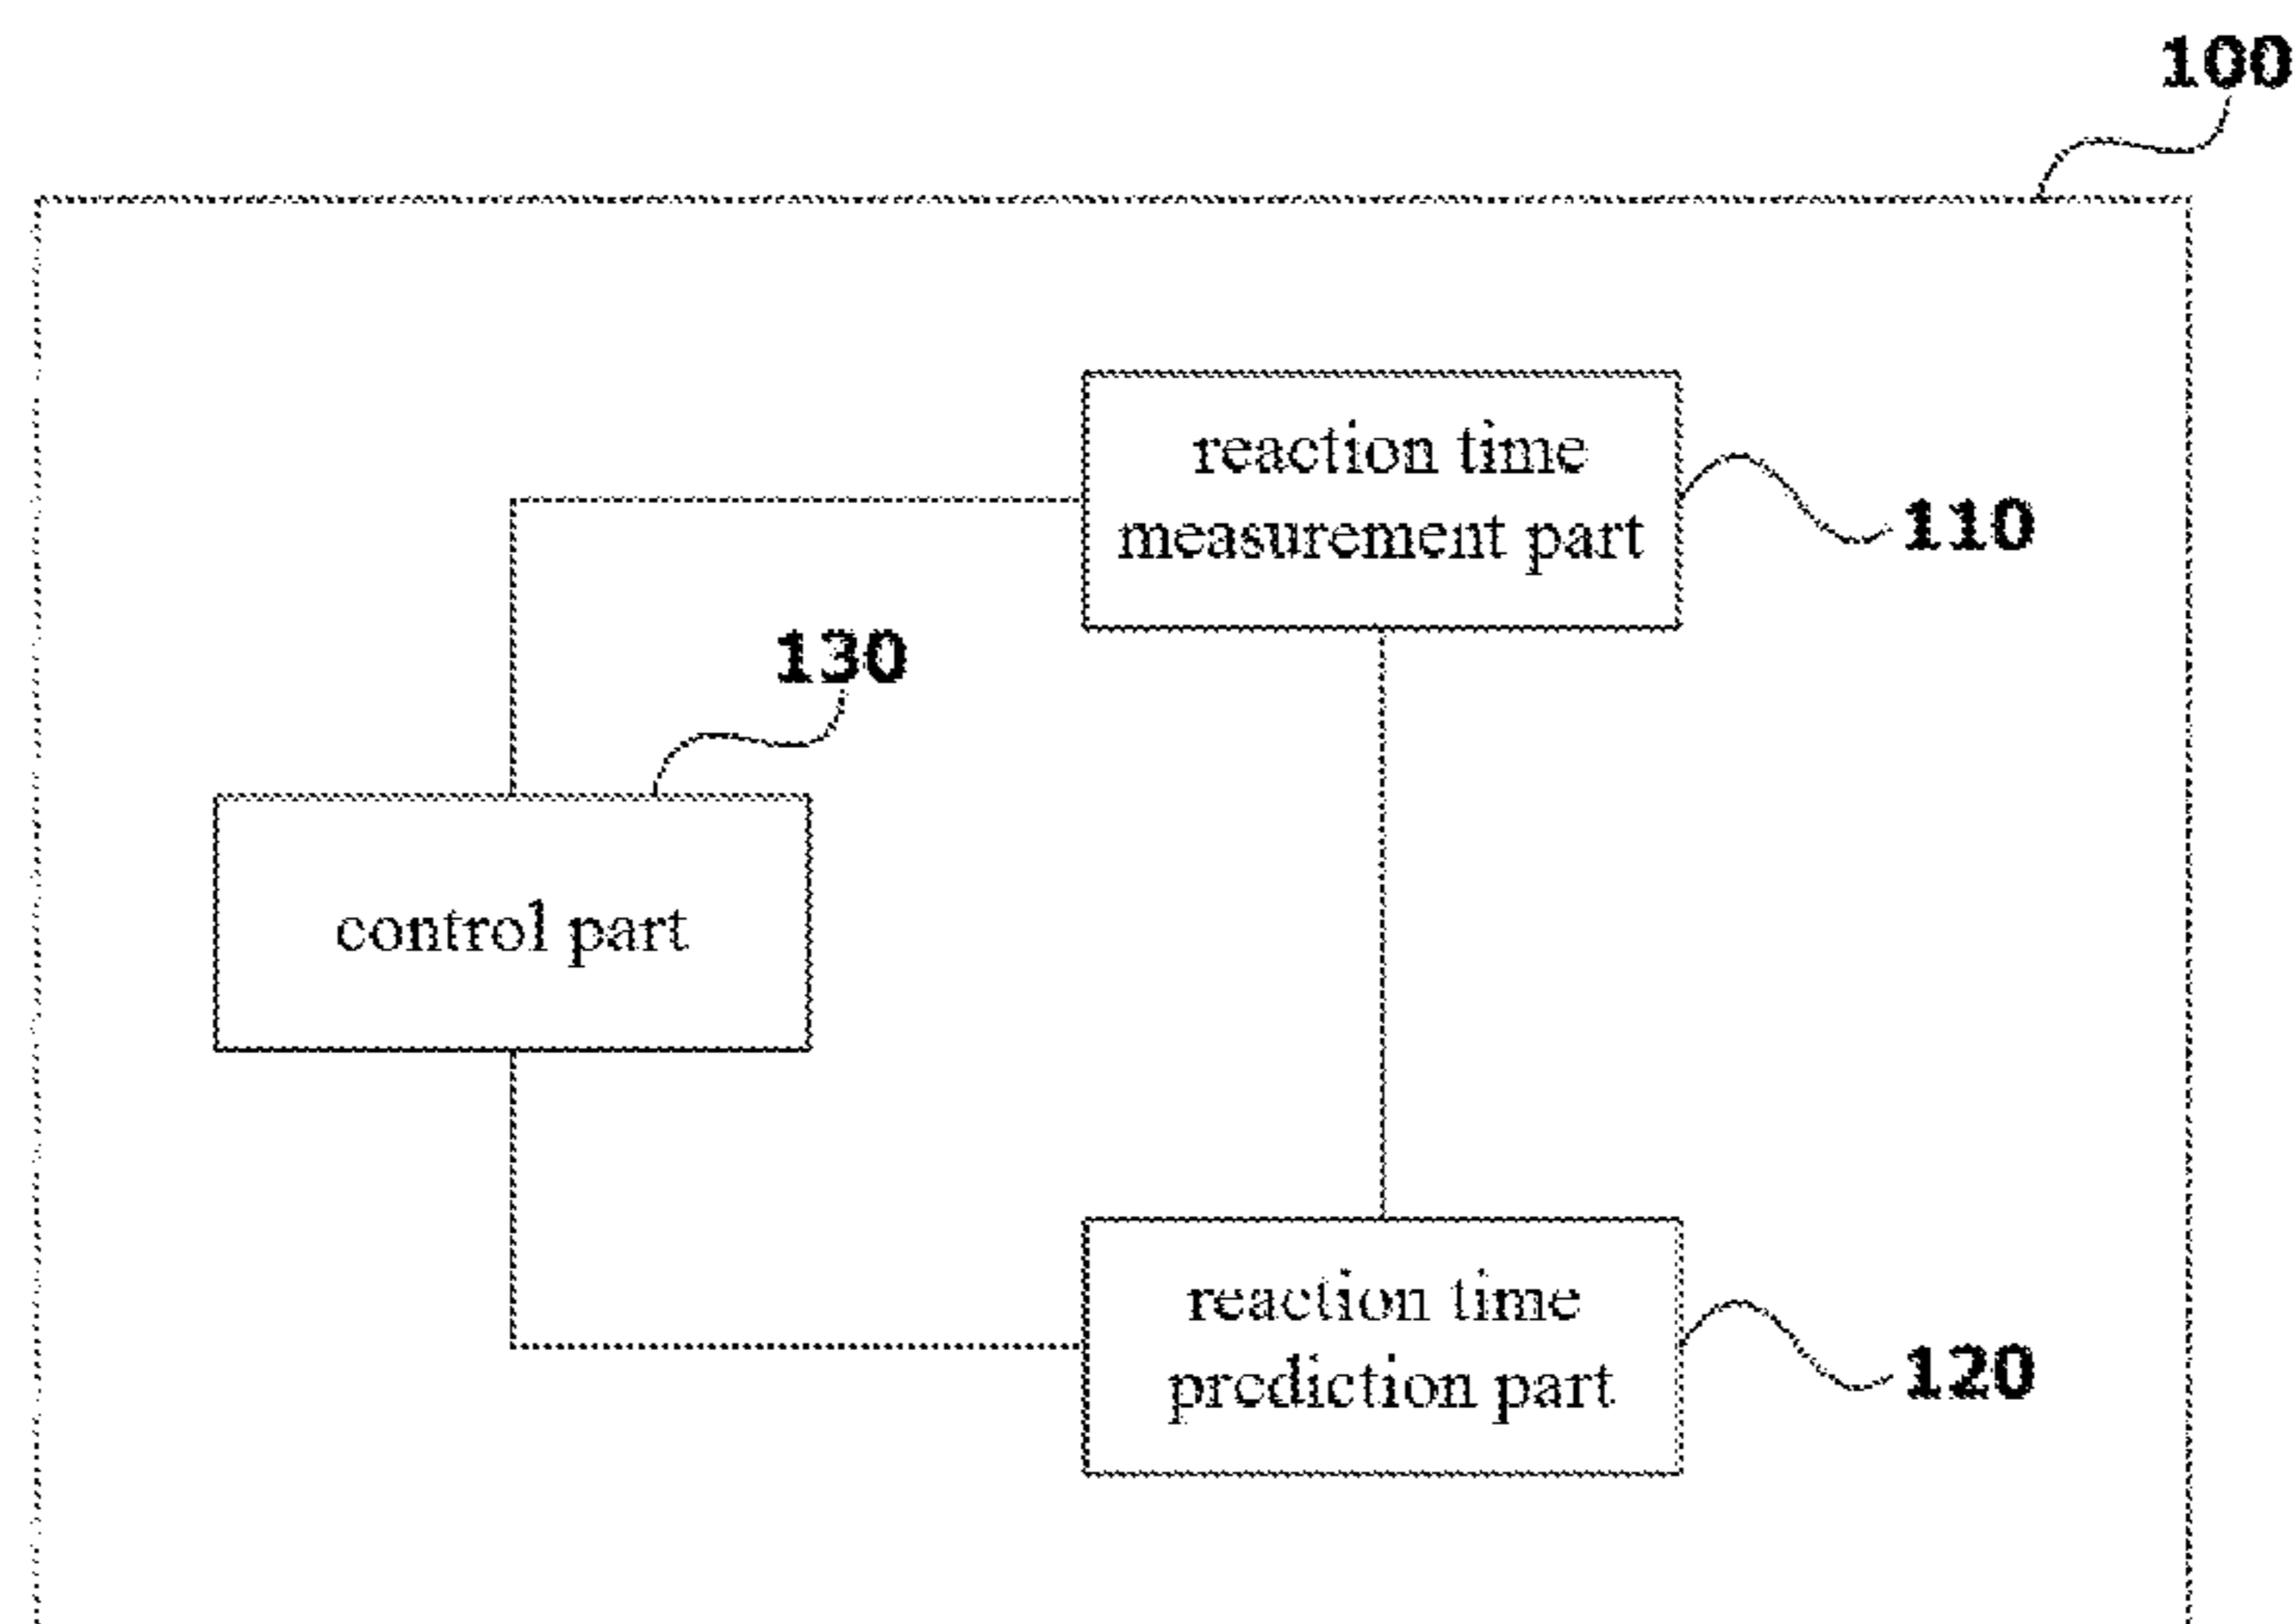 100
reaction time
measurement part
110
130
control part
reaction time
prediction part
120